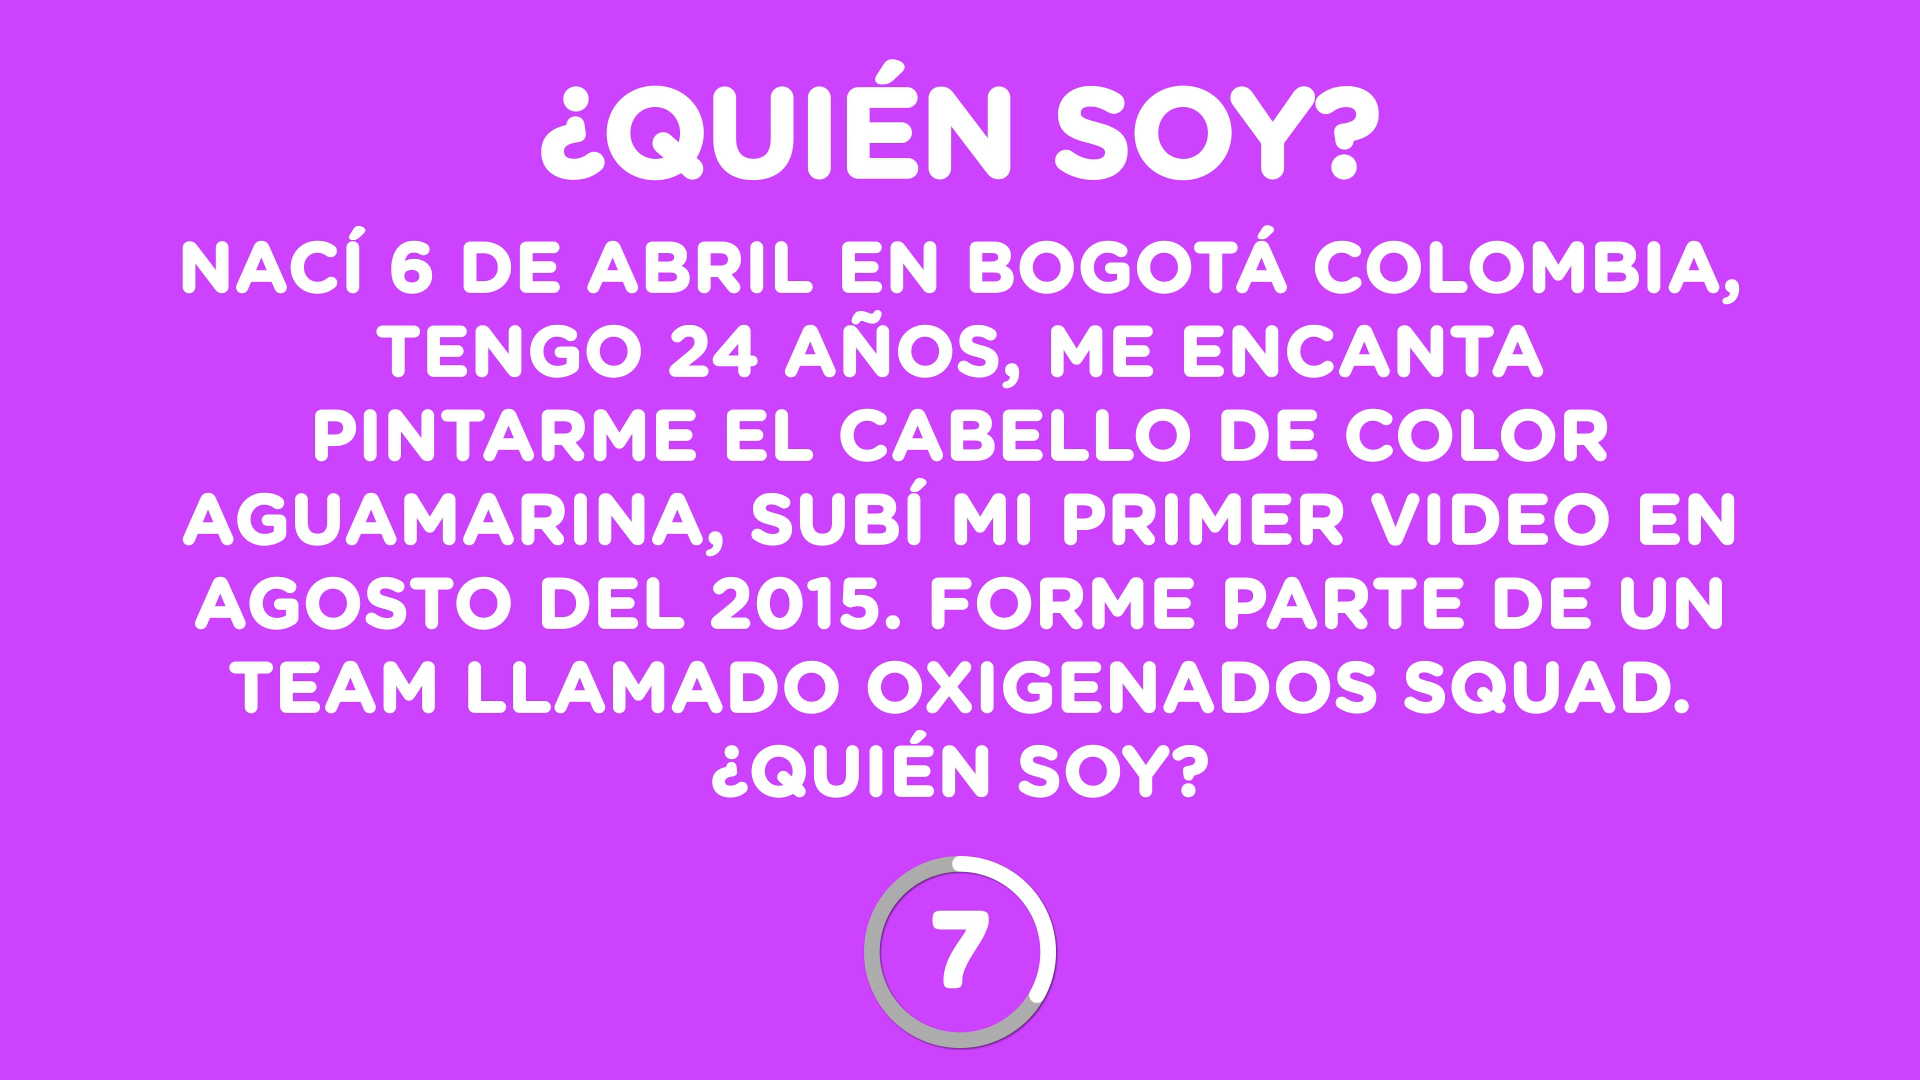 ¿QUIÉN SOY?
NACÍ 6 DE ABRIL EN BOGOTÁ COLOMBIA,
TENGO 24 AÑOS, ME ENCANTA
PINTARME EL CABELLO DE COLOR
AGUAMARINA, SUBÍ MI PRIMER VIDEO EN
AGOSTO DEL 2015. FORME PARTE DE UN
TEAM LLAMADO OXIGENADOS SQUAD.
¿QUIÉN SOY?
7